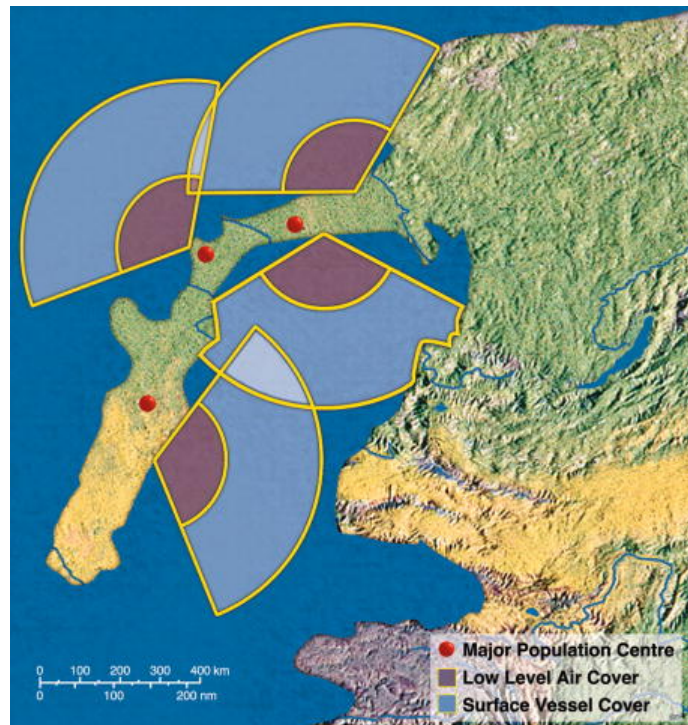 0 100 200 300 400 km
0 100 200 nm
Major Population Centre
Low Level Air Cover
Surface Vessel Cover